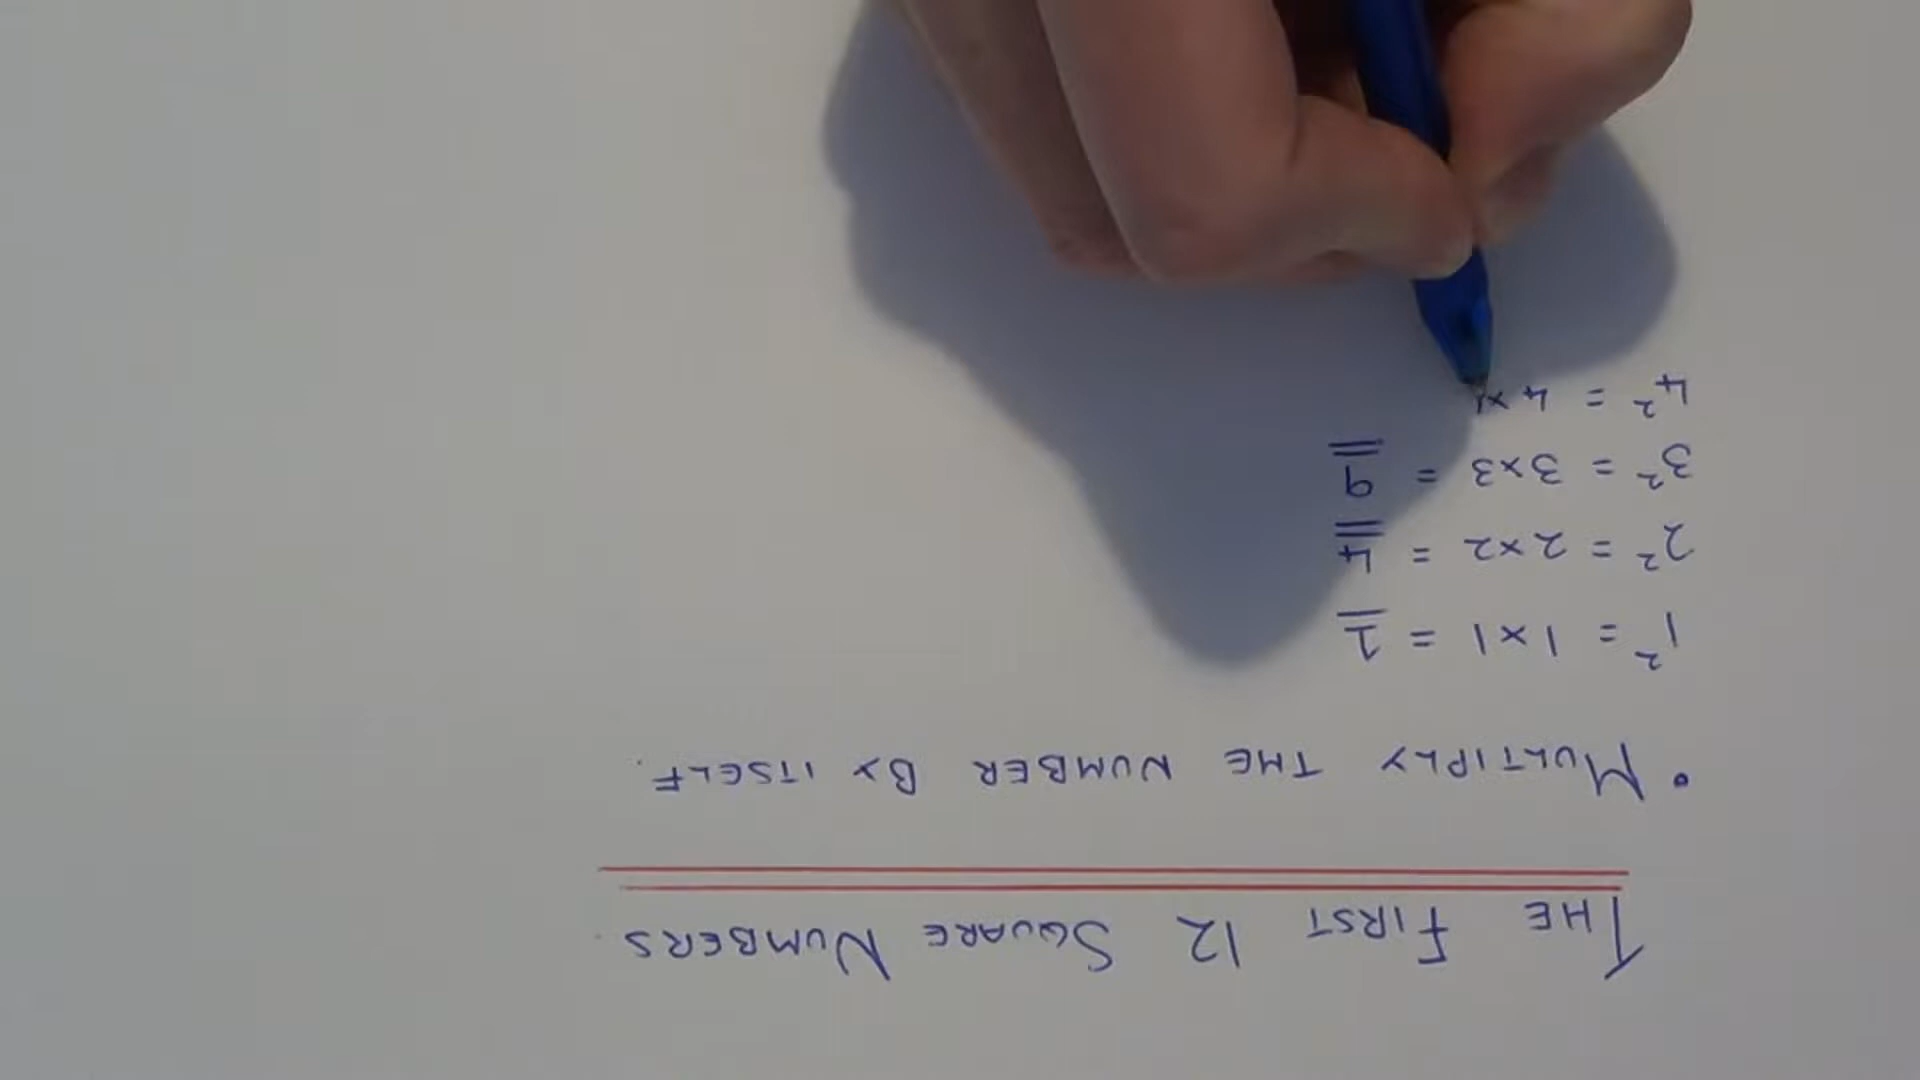 THE FIRST 12 SQUARE NUMBERS.
• MULTIPLY THE NUMBER BY ITSELF.
1² = 1 × 1 = 1
2² = 2 × 2 = 4
3² = 3 × 3 = 9
4² = 4 ×